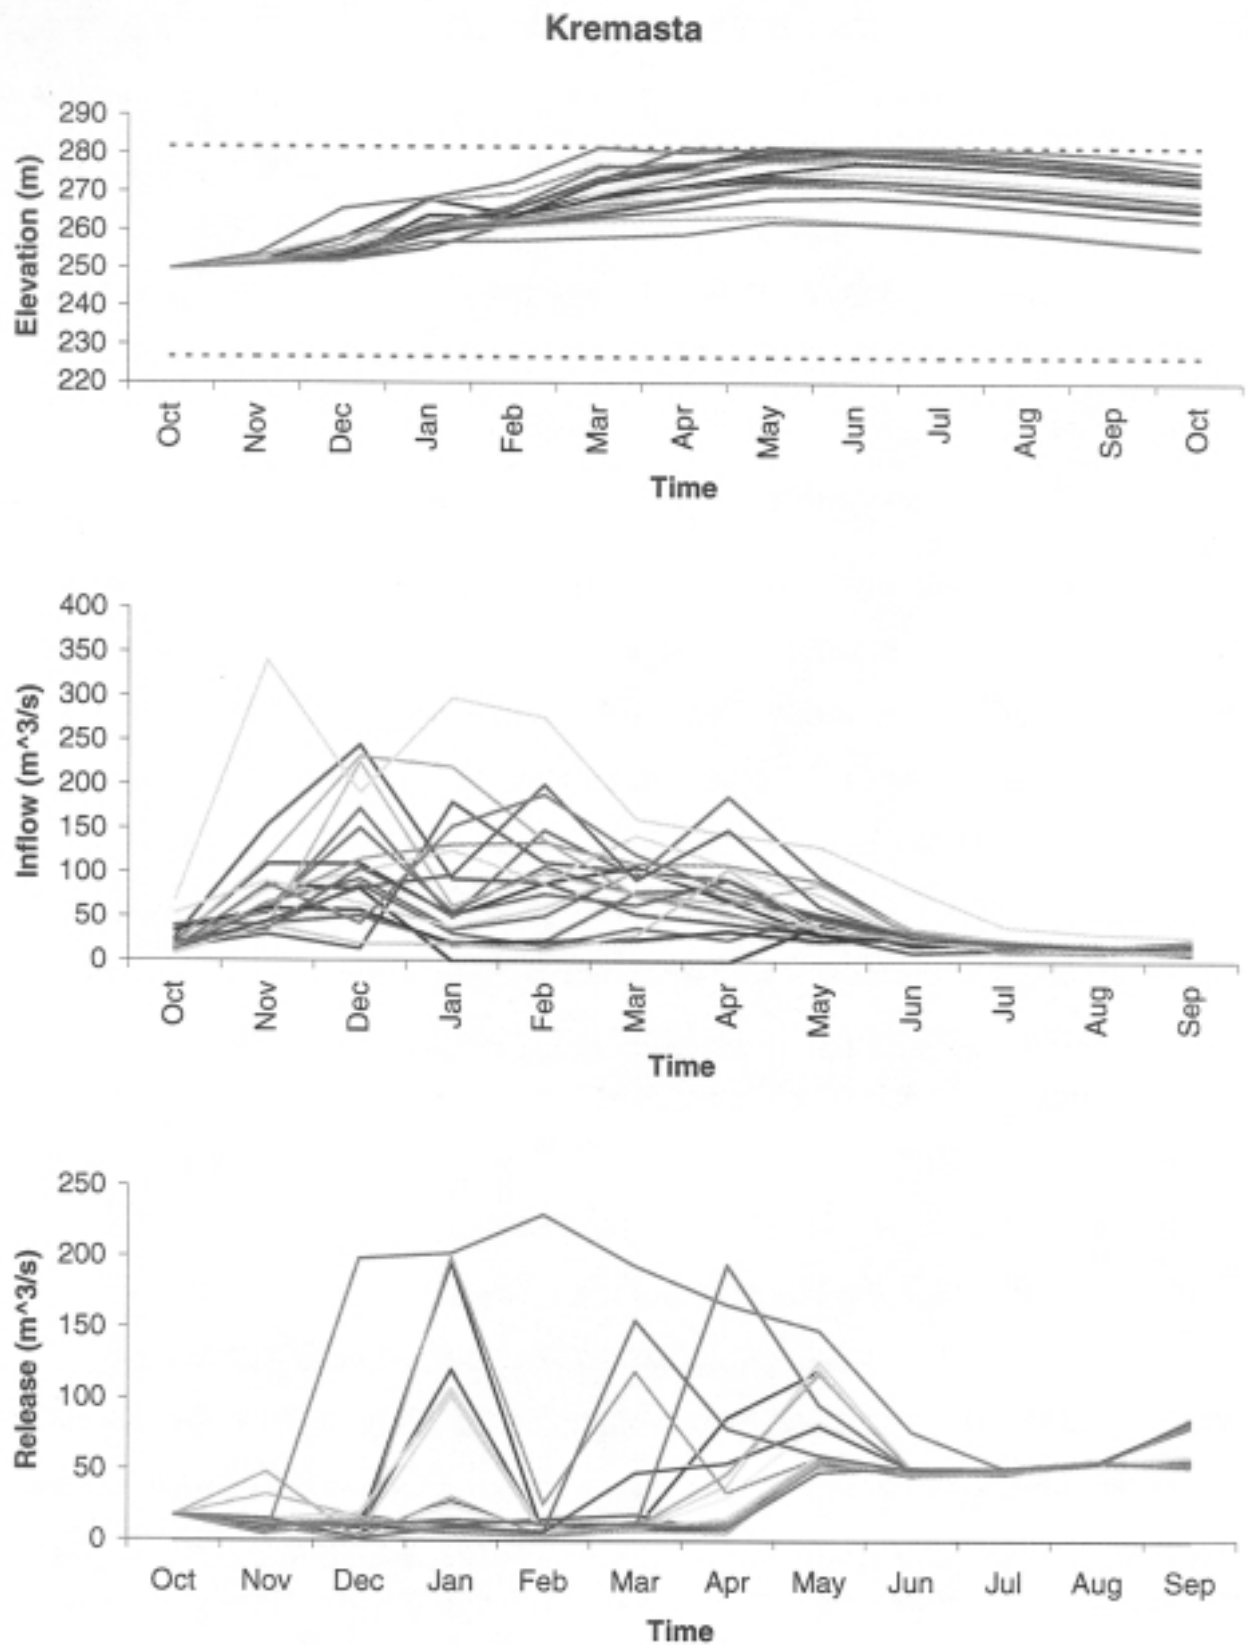 Kremasta
Elevation (m)
290
280
270
260
250
240
230
220
Oct Nov Dec Jan Feb Mar Apr May Jun Jul Aug Sep Oct
Time
Inflow (m^3/s)
400
350
300
250
200
150
100
50
0
Oct Nov Dec Jan Feb Mar Apr May Jun Jul Aug Sep
Time
Release (m^3/s)
250
200
150
100
50
0
Oct Nov Dec Jan Feb Mar Apr May Jun Jul Aug Sep
Time